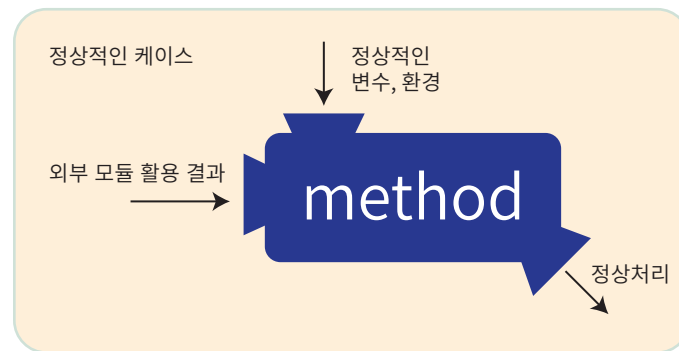 정상적인 케이스
정상적인
변수, 환경
외부 모듈 활용 결과
method
정상처리